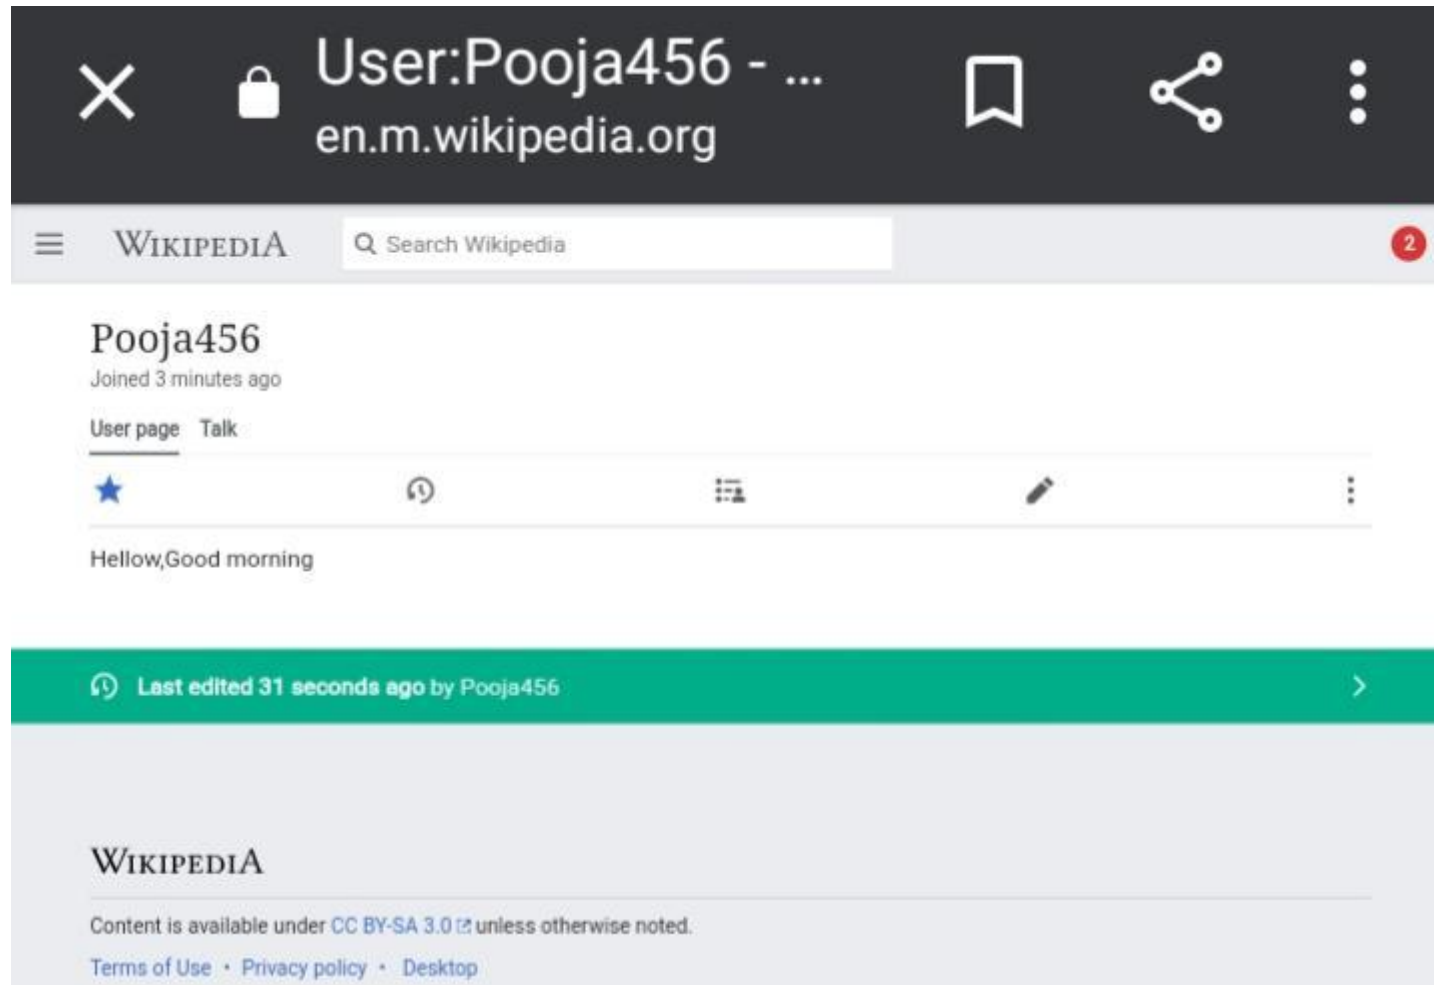 User:Pooja456 - ...
en.m.wikipedia.org
WIKIPEDIA
Search Wikipedia
2
Pooja456
Joined 3 minutes ago
User page Talk
Hellow,Good morning
Last edited 31 seconds ago by Pooja456
WIKIPEDIA
Content is available under CC BY-SA 3.0 unless otherwise noted.
Terms of Use • Privacy policy • Desktop